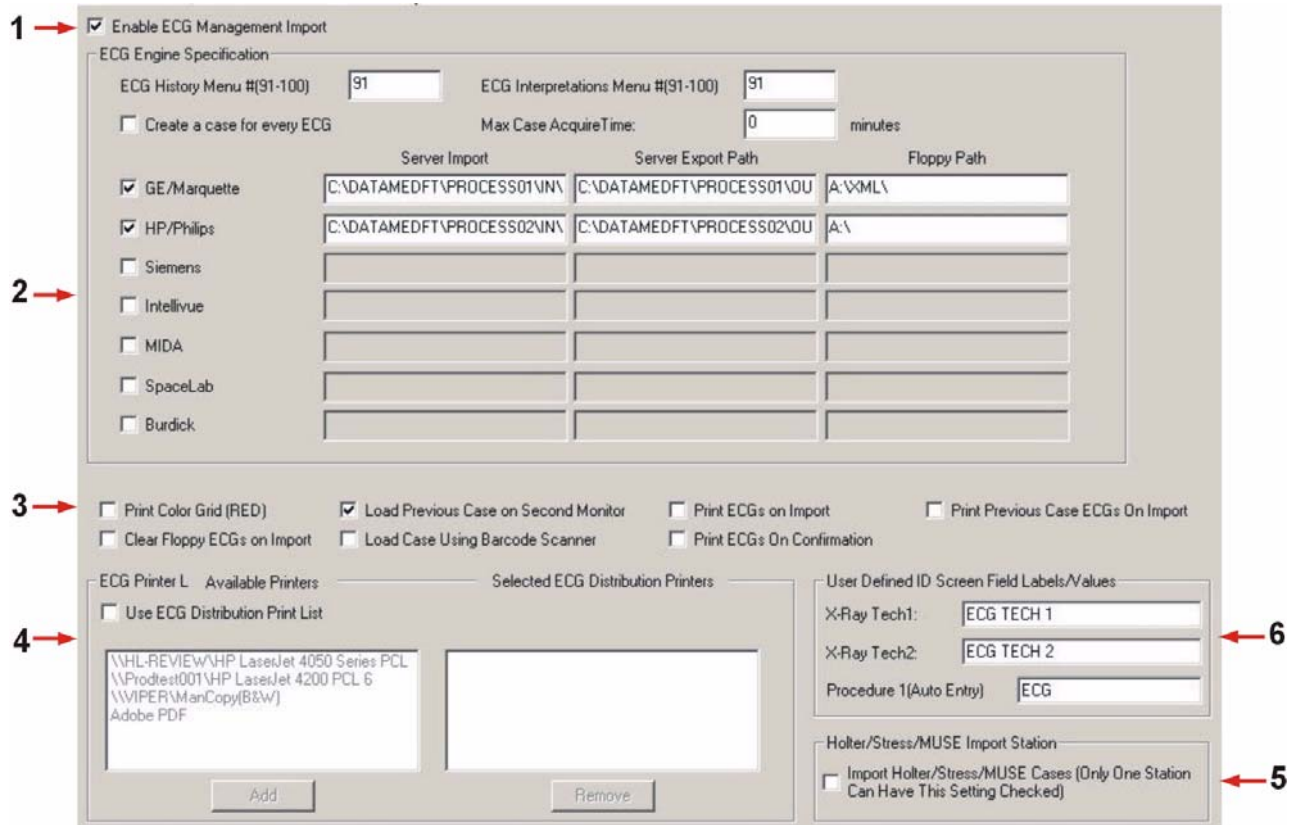 1
Enable ECG Management Import
ECG Engine Specification
ECG History Menu #(91-100) 91 ECG Interpretations Menu #(91-100) 91
Create a case for every ECG Max Case AcquireTime: 0 minutes
Server Import Server Export Path Floppy Path
GE/Marquette C:\DATAMEDFT\PROCESS01\IN\ C:\DATAMEDFT\PROCESS01\OU A:\XML\
HP/Philips C:\DATAMEDFT\PROCESS02\IN\ C:\DATAMEDFT\PROCESS02\OU A:\
Siemens
2
Intellivue
MIDA
SpaceLab
Burdick
3
Print Color Grid (RED) Load Previous Case on Second Monitor Print ECGs on Import Print Previous Case ECGs On Import
Clear Floppy ECGs on Import Load Case Using Barcode Scanner Print ECGs On Confirmation
ECG Printer L Available Printers Selected ECG Distribution Printers
Use ECG Distribution Print List
4
\\HL-REVIEW\HP LaserJet 4050 Series PCL
\\Prodtest001\HP LaserJet 4200 PCL 6
\\VIPER\ManCopy(B&W)
Adobe PDF
Add Remove
User Defined ID Screen Field Labels/Values
X-Ray Tech1: ECG TECH 1
6
X-Ray Tech2: ECG TECH 2
Procedure 1(Auto Entry) ECG
Holter/Stress/MUSE Import Station
Import Holter/Stress/MUSE Cases (Only One Station
Can Have This Setting Checked)
5